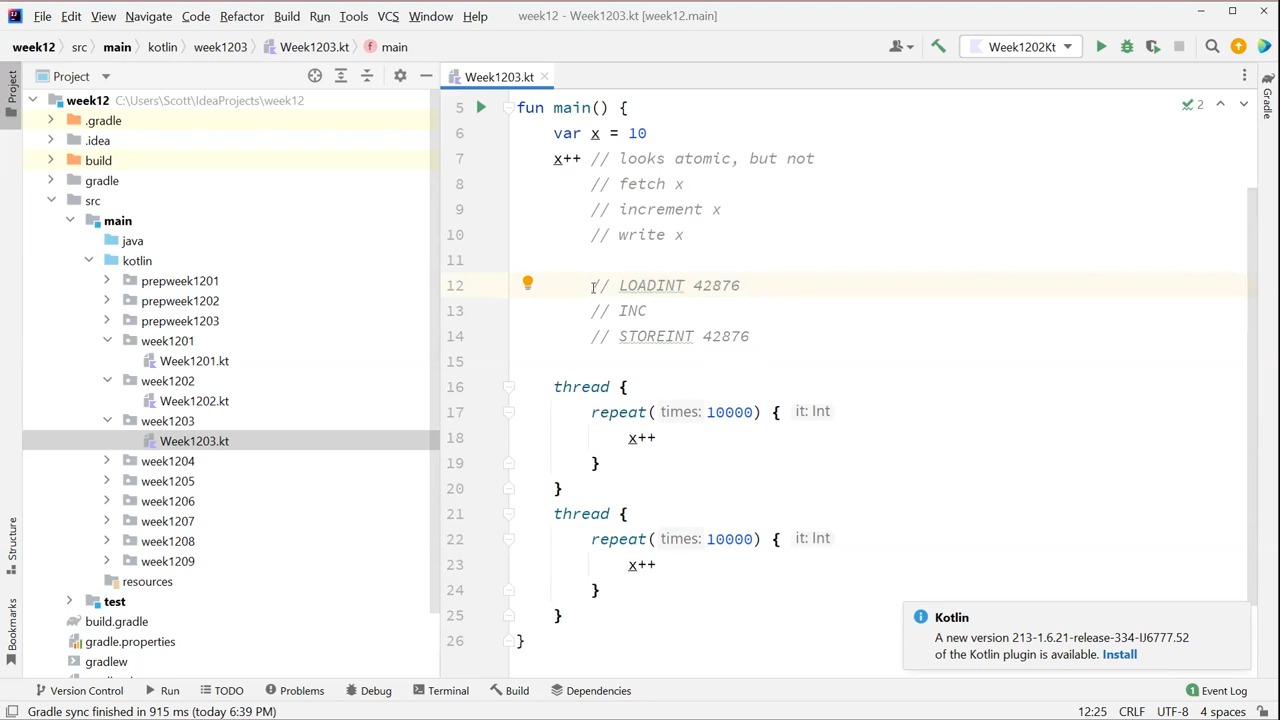 File Edit View Navigate Code Refactor Build Run Tools VCS Window Help week12 - Week1203.kt [week12.main]
week12 src main kotlin week1203 Week1203.kt main Week1202Kt
Project
Week1203.kt
Project
Gradle
week12 C:\Users\Scott\IdeaProjects\week12
.gradle
.idea
build
gradle
src
main
java
kotlin
prepweek1201
prepweek1202
prepweek1203
week1201
Week1201.kt
week1202
Week1202.kt
week1203
Week1203.kt
week1204
week1205
week1206
week1207
week1208
week1209
resources
test
build.gradle
gradle.properties
gradlew
Structure
Bookmarks
2
5 fun main() {
6 var x = 10
7 x++ // looks atomic, but not
8 // fetch x
9 // increment x
10 // write x
11
12 // LOADINT 42876
13 // INC
14 // STOREINT 42876
15
16 thread {
17 repeat( times: 10000) { it: Int
18 x++
19 }
20 }
21 thread {
22 repeat( times: 10000) { it: Int
23 x++
24 }
25 }
26 }
Kotlin
A new version 213-1.6.21-release-334-IJ6777.52
of the Kotlin plugin is available. Install
Version Control Run TODO Problems Debug Terminal Build Dependencies 1 Event Log
Gradle sync finished in 915 ms (today 6:39 PM) 12:25 CRLF UTF-8 4 spaces